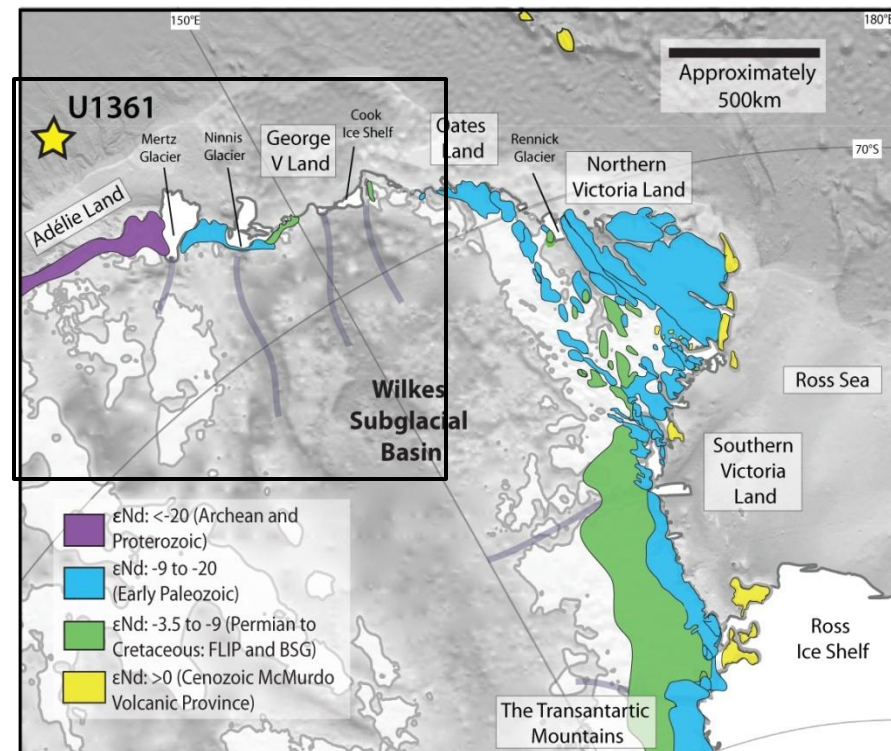 150°E
180°E
Approximately
500km
U1361
Mertz
Glacier
Ninnis
Glacier
George
V Land
Cook
Ice Shelf
Oates
Land
Rennick
Glacier
70°S
Northern
Victoria Land
Adélie Land
Ross Sea
Wilkes
Subglacial
Basin
Southern
Victoria
Land
εNd: <-20 (Archean and
Proterozoic)
εNd: -9 to -20
(Early Paleozoic)
εNd: -3.5 to -9 (Permian to
Cretaceous: FLIP and BSG)
εNd: >0 (Cenozoic McMurdo
Volcanic Province)
Ross
Ice Shelf
The Transantartic
Mountains